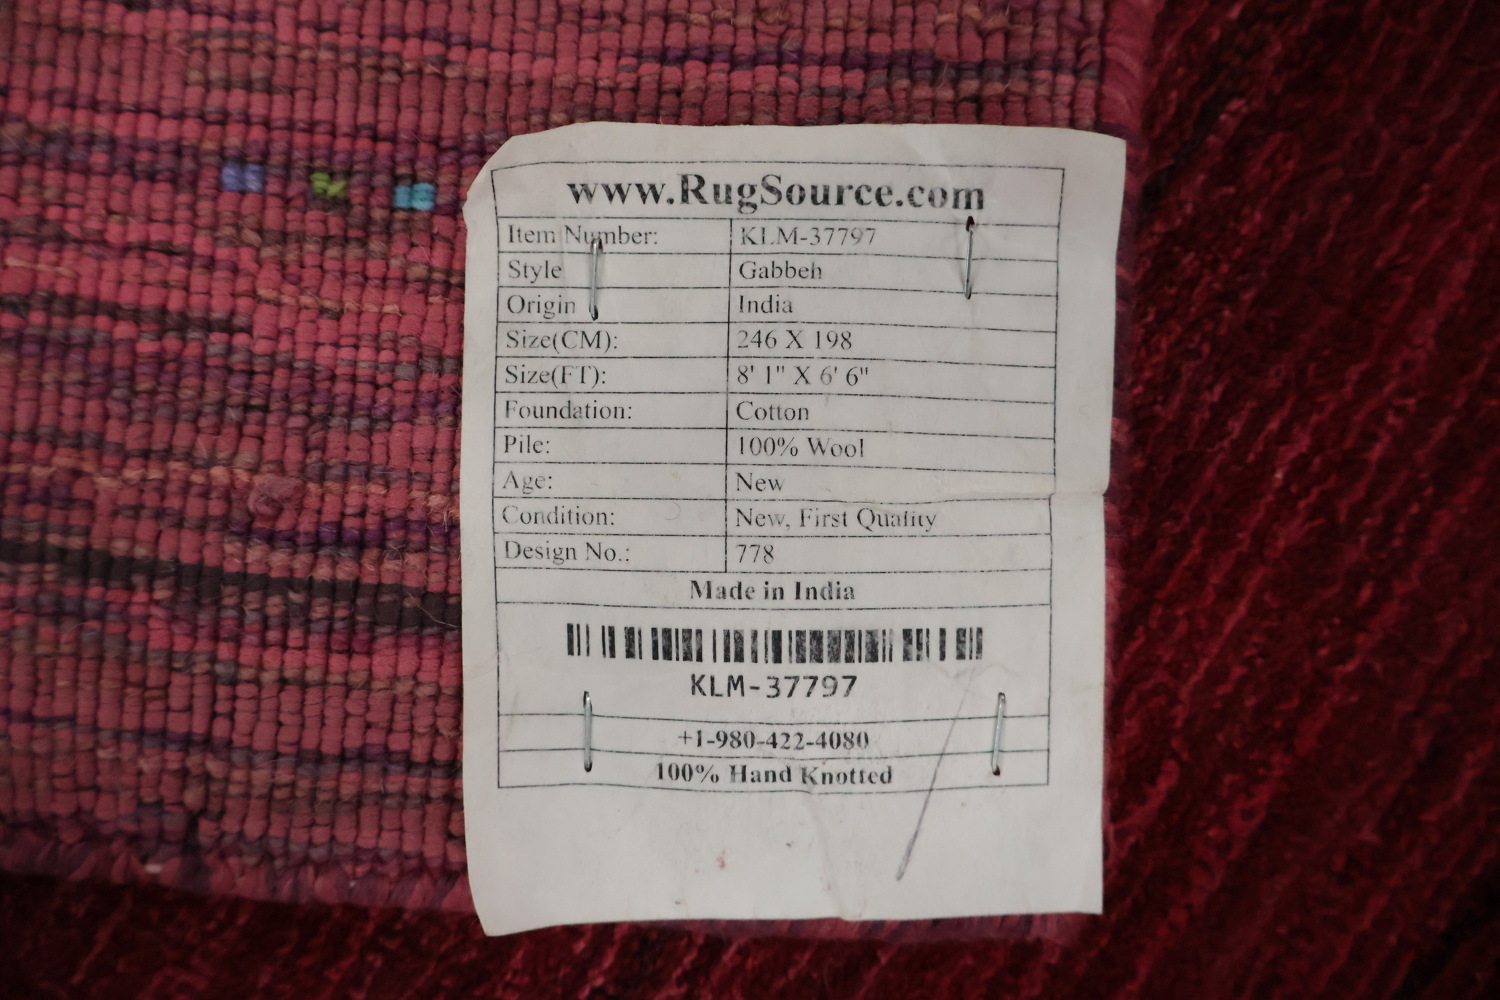 www.RugSource.com
Item Number: KLM-37797
Style Gabbeh
Origin India
Size(CM): 246 X 198
Size(FT): 8' 1" X 6' 6"
Foundation: Cotton
Pile: 100% Wool
Age: New
Condition: New, First Quality
Design No.: 778
Made in India
KLM-37797
+1-980-422-4080
100% Hand Knotted